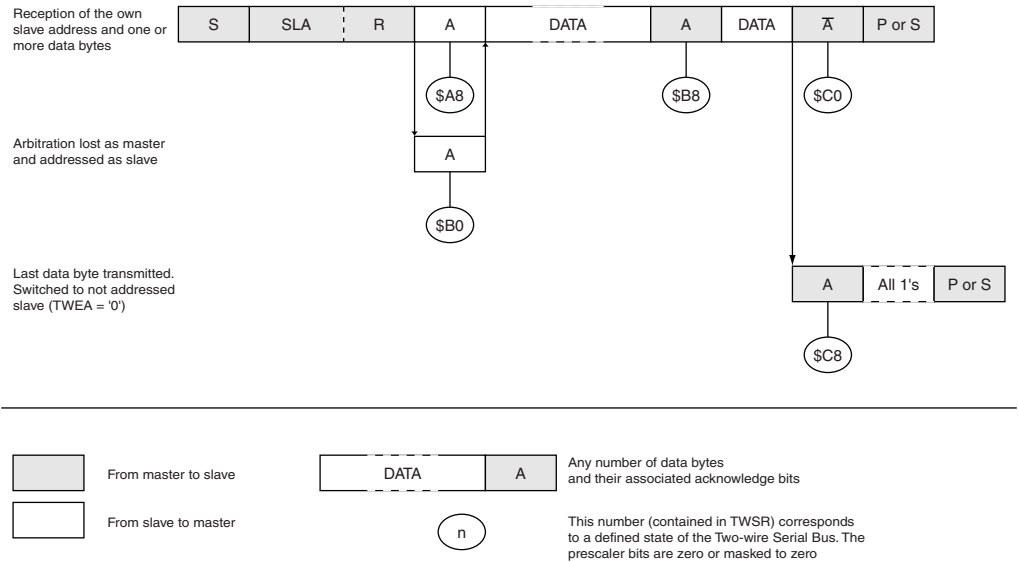 Reception of the own
slave address and one or
more data bytes
S SLA R A DATA A DATA A̅ P or S
$A8 $B8 $C0
Arbitration lost as master
and addressed as slave
A
$B0
Last data byte transmitted.
Switched to not addressed
slave (TWEA = '0')
A All 1's P or S
$C8
From master to slave
DATA A
Any number of data bytes
and their associated acknowledge bits
From slave to master
n
This number (contained in TWSR) corresponds
to a defined state of the Two-wire Serial Bus. The
prescaler bits are zero or masked to zero